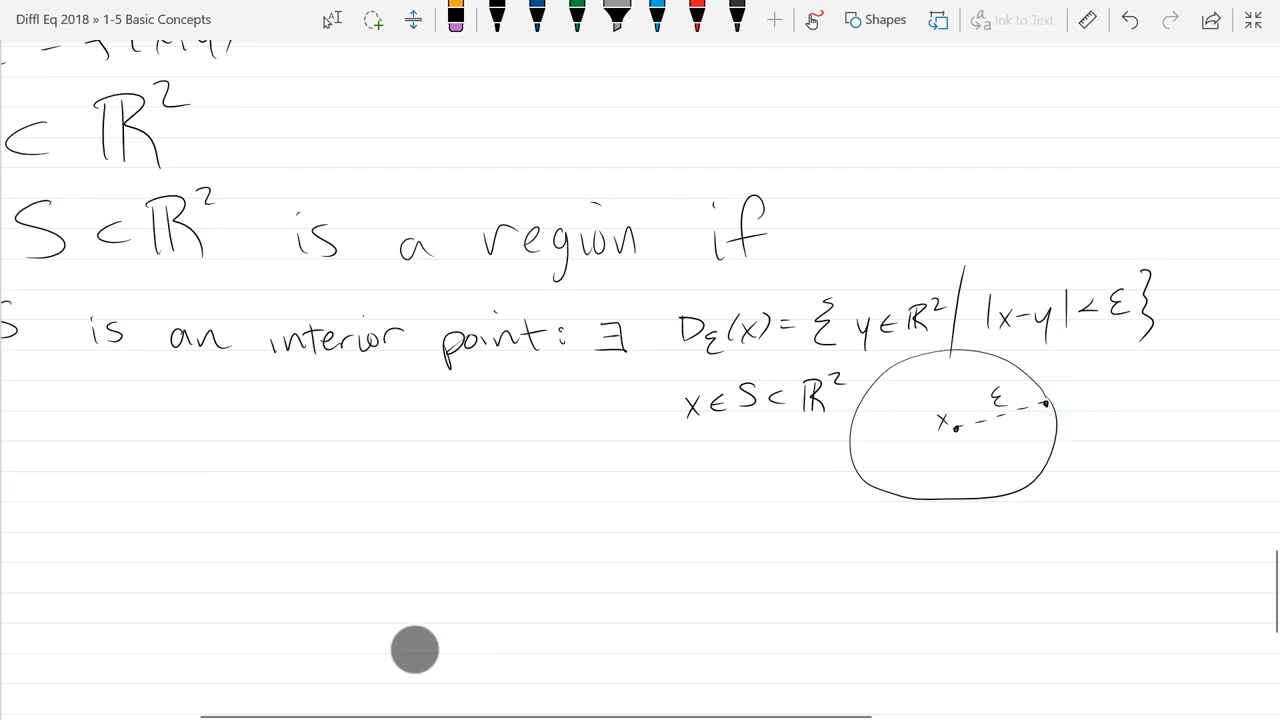 Diffl Eq 2018 » 1-5 Basic Concepts
Shapes
Ink to Text
⊂ ℝ²
S ⊂ ℝ² is a region if
S is an interior point: ∃ D_ε(x) = { y ∈ ℝ² / |x-y| < ε }
x ∈ S ⊂ ℝ²
x ε